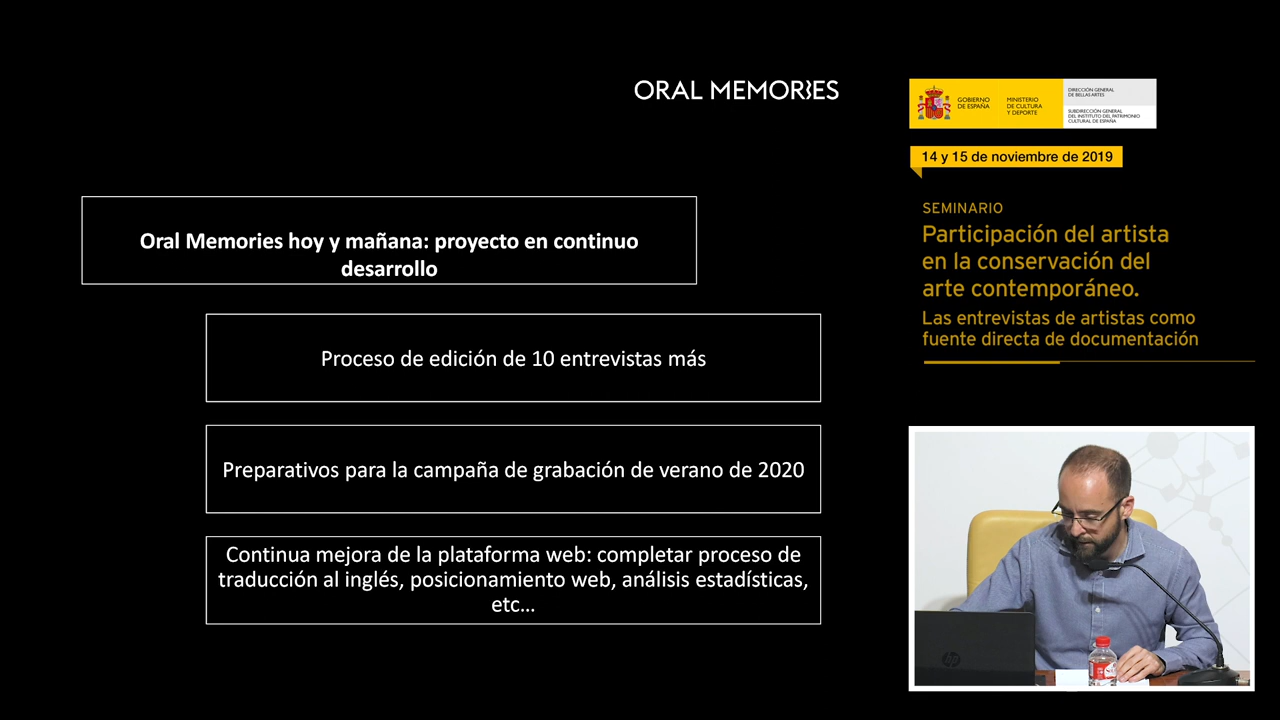 ORAL MEMORIES
Oral Memories hoy y mañana: proyecto en continuo
desarrollo
Proceso de edición de 10 entrevistas más
Preparativos para la campaña de grabación de verano de 2020
Continua mejora de la plataforma web: completar proceso de
traducción al inglés, posicionamiento web, análisis estadísticas,
etc...
GOBIERNO
DE ESPAÑA
MINISTERIO
DE CULTURA
Y DEPORTE
DIRECCIÓN GENERAL
DE BELLAS ARTES
SUBDIRECCIÓN GENERAL
DEL INSTITUTO DEL PATRIMONIO
CULTURAL DE ESPAÑA
14 y 15 de noviembre de 2019
SEMINARIO
Participación del artista
en la conservación del
arte contemporáneo.
Las entrevistas de artistas como
fuente directa de documentación
hp